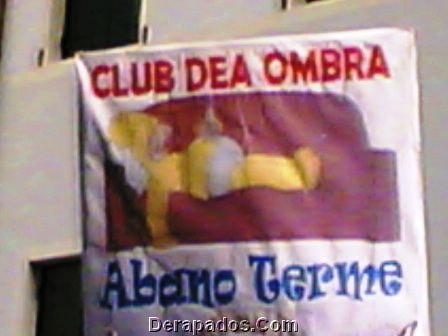 CLUB DEA OMBRA
Abano Terme
Derapados.Com